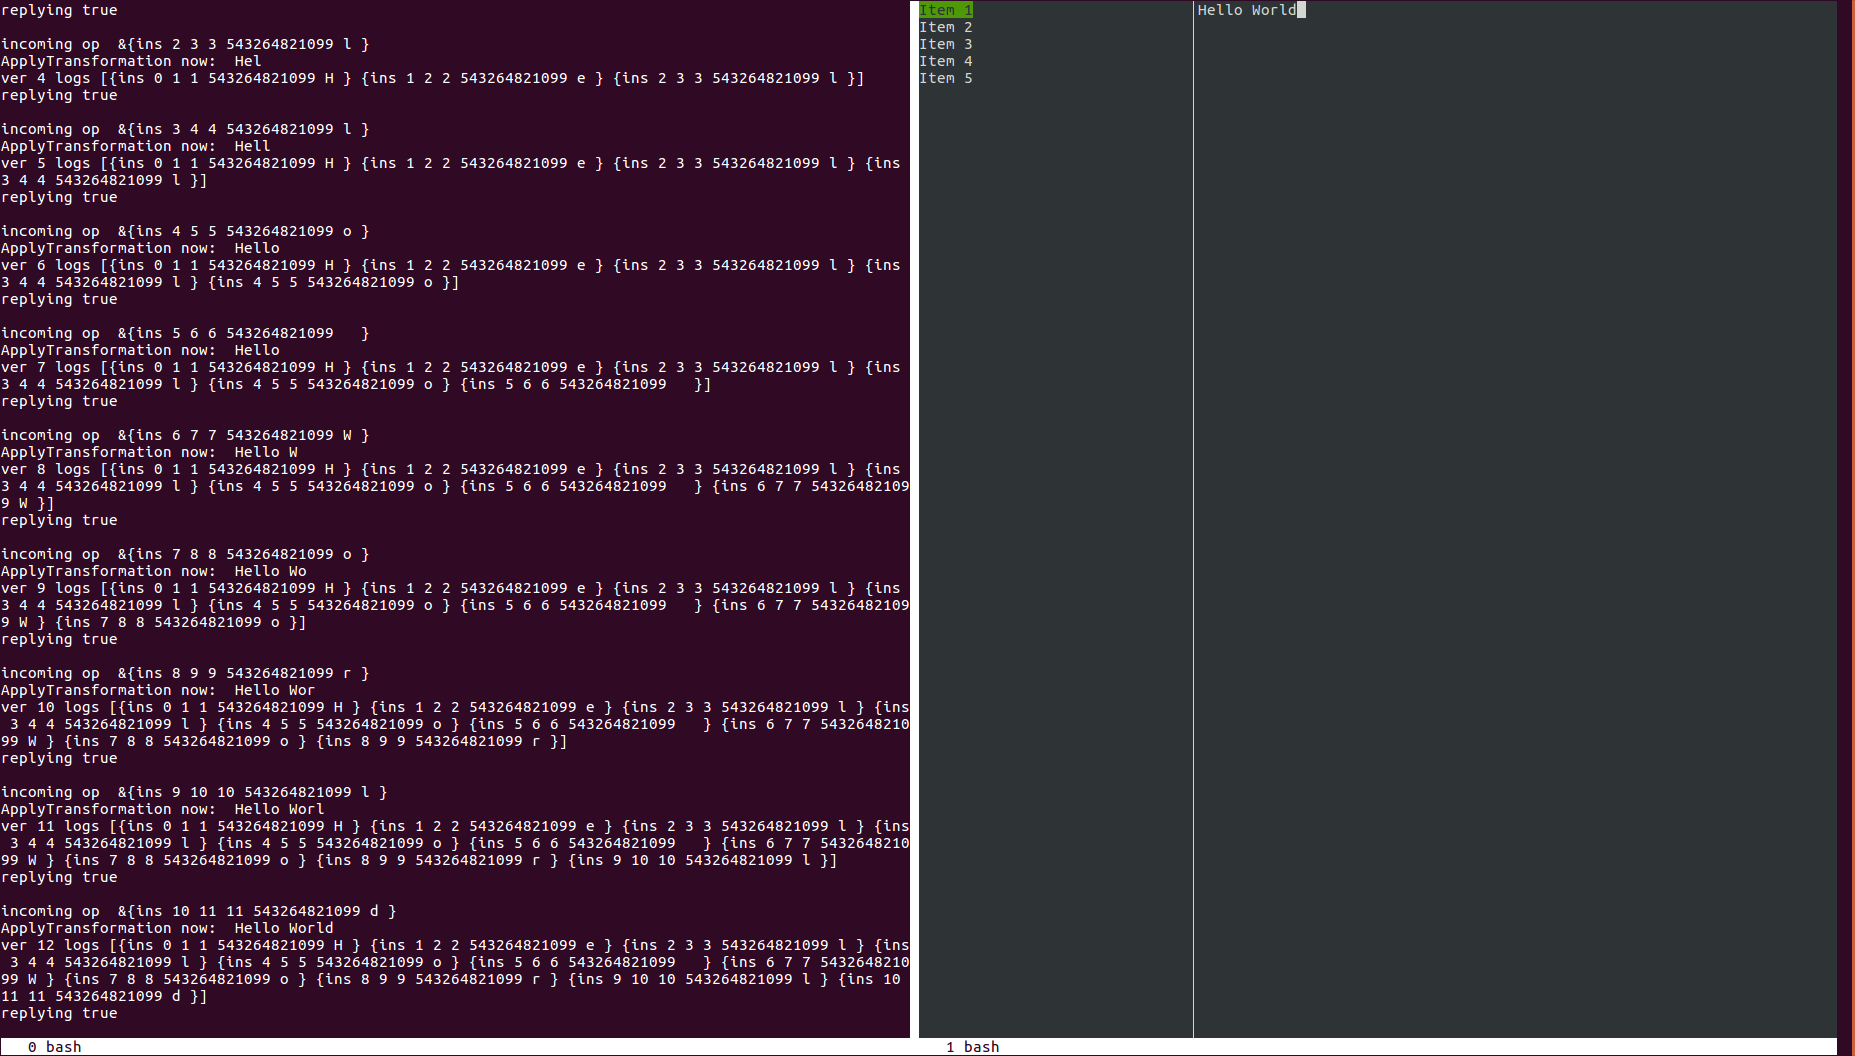 replying true
incoming op  &{ins 2 3 3 543264821099 l }
ApplyTransformation now:  Hel
ver 4 logs [{ins 0 1 1 543264821099 H } {ins 1 2 2 543264821099 e } {ins 2 3 3 543264821099 l }]
replying true
incoming op  &{ins 3 4 4 543264821099 l }
ApplyTransformation now:  Hell
ver 5 logs [{ins 0 1 1 543264821099 H } {ins 1 2 2 543264821099 e } {ins 2 3 3 543264821099 l } {ins
3 4 4 543264821099 l }]
replying true
incoming op  &{ins 4 5 5 543264821099 o }
ApplyTransformation now:  Hello
ver 6 logs [{ins 0 1 1 543264821099 H } {ins 1 2 2 543264821099 e } {ins 2 3 3 543264821099 l } {ins
3 4 4 543264821099 l } {ins 4 5 5 543264821099 o }]
replying true
incoming op  &{ins 5 6 6 543264821099   }
ApplyTransformation now:  Hello
ver 7 logs [{ins 0 1 1 543264821099 H } {ins 1 2 2 543264821099 e } {ins 2 3 3 543264821099 l } {ins
3 4 4 543264821099 l } {ins 4 5 5 543264821099 o } {ins 5 6 6 543264821099   }]
replying true
incoming op  &{ins 6 7 7 543264821099 W }
ApplyTransformation now:  Hello W
ver 8 logs [{ins 0 1 1 543264821099 H } {ins 1 2 2 543264821099 e } {ins 2 3 3 543264821099 l } {ins
3 4 4 543264821099 l } {ins 4 5 5 543264821099 o } {ins 5 6 6 543264821099   } {ins 6 7 7 54326482109
9 W }]
replying true
incoming op  &{ins 7 8 8 543264821099 o }
ApplyTransformation now:  Hello Wo
ver 9 logs [{ins 0 1 1 543264821099 H } {ins 1 2 2 543264821099 e } {ins 2 3 3 543264821099 l } {ins
3 4 4 543264821099 l } {ins 4 5 5 543264821099 o } {ins 5 6 6 543264821099   } {ins 6 7 7 54326482109
9 W } {ins 7 8 8 543264821099 o }]
replying true
incoming op  &{ins 8 9 9 543264821099 r }
ApplyTransformation now:  Hello Wor
ver 10 logs [{ins 0 1 1 543264821099 H } {ins 1 2 2 543264821099 e } {ins 2 3 3 543264821099 l } {ins
 3 4 4 543264821099 l } {ins 4 5 5 543264821099 o } {ins 5 6 6 543264821099   } {ins 6 7 7 5432648210
99 W } {ins 7 8 8 543264821099 o } {ins 8 9 9 543264821099 r }]
replying true
incoming op  &{ins 9 10 10 543264821099 l }
ApplyTransformation now:  Hello Worl
ver 11 logs [{ins 0 1 1 543264821099 H } {ins 1 2 2 543264821099 e } {ins 2 3 3 543264821099 l } {ins
 3 4 4 543264821099 l } {ins 4 5 5 543264821099 o } {ins 5 6 6 543264821099   } {ins 6 7 7 5432648210
99 W } {ins 7 8 8 543264821099 o } {ins 8 9 9 543264821099 r } {ins 9 10 10 543264821099 l }]
replying true
incoming op  &{ins 10 11 11 543264821099 d }
ApplyTransformation now:  Hello World
ver 12 logs [{ins 0 1 1 543264821099 H } {ins 1 2 2 543264821099 e } {ins 2 3 3 543264821099 l } {ins
 3 4 4 543264821099 l } {ins 4 5 5 543264821099 o } {ins 5 6 6 543264821099   } {ins 6 7 7 5432648210
99 W } {ins 7 8 8 543264821099 o } {ins 8 9 9 543264821099 r } {ins 9 10 10 543264821099 l } {ins 10
11 11 543264821099 d }]
replying true
0 bash
Item 1
Item 2
Item 3
Item 4
Item 5
Hello World
1 bash